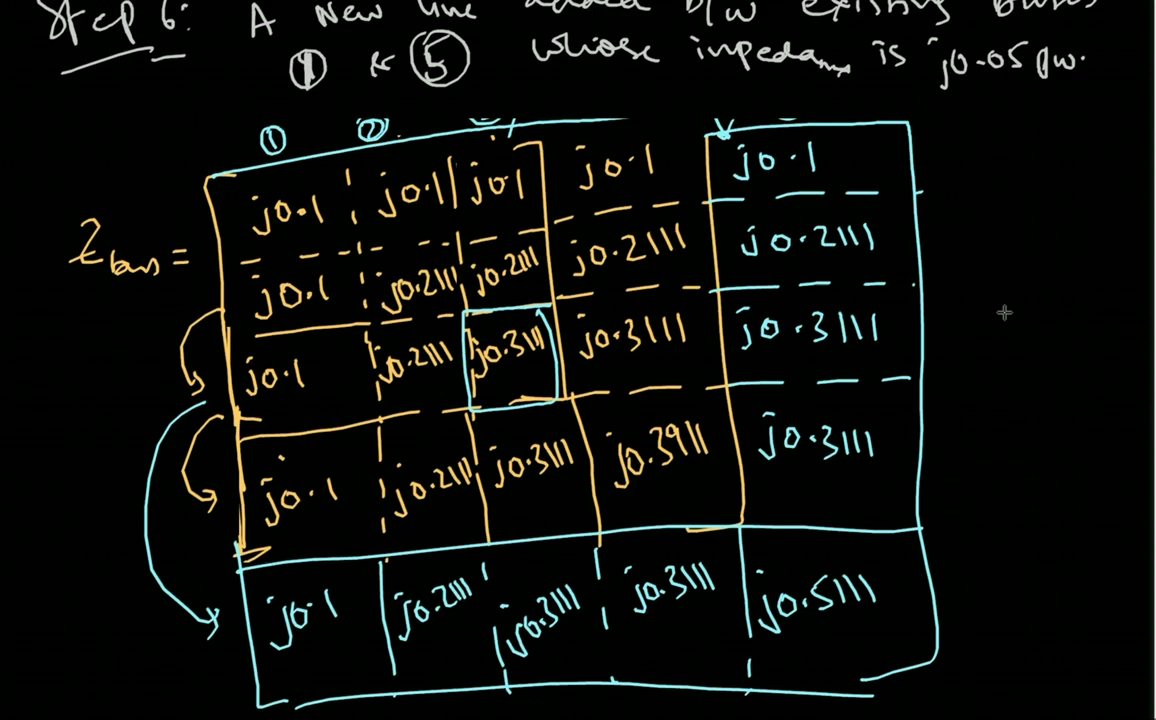 Step 6: A New line added b/w existing buses
① & ⑤ whose impedance is j0.05 pu.
① ②
j0.1 j0.1 j0.1 j0.1 j0.1
Zbus =
j0.1 j0.2111 j0.2111 j0.2111 j0.2111
j0.1 j0.2111 j0.3111 j0.3111 j0.3111
j0.1 j0.2111 j0.3111 j0.3911 j0.3111
j0.1 j0.2111 j0.3111 j0.3111 j0.5111